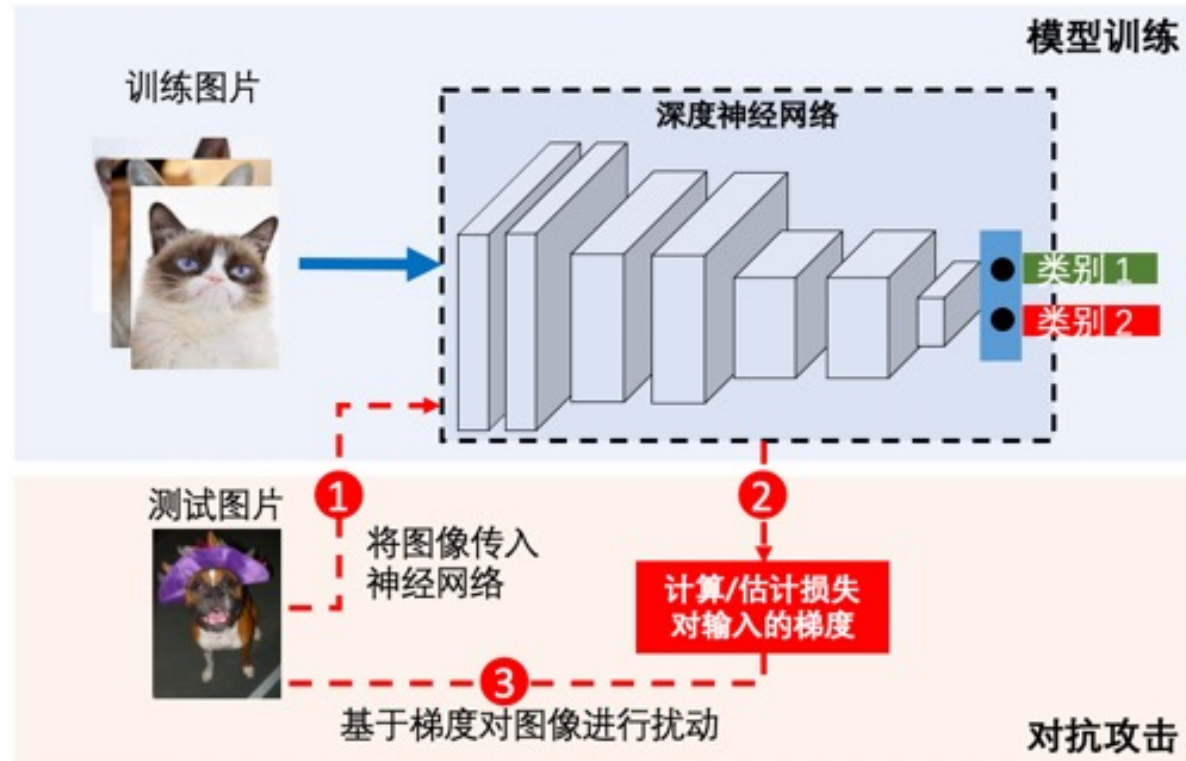 模型训练
训练图片
深度神经网络
类别 1
类别 2
测试图片
1
将图像传入
神经网络
2
计算/估计损失
对输入的梯度
3
基于梯度对图像进行扰动
对抗攻击